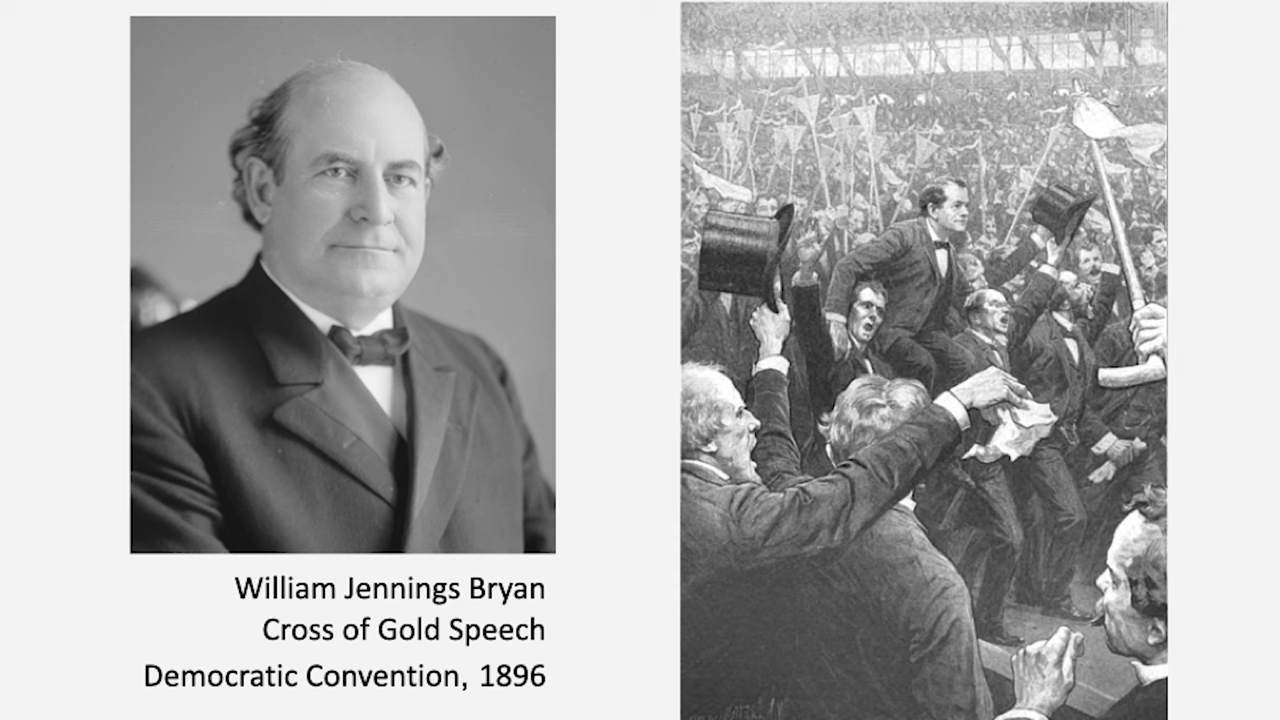 William Jennings Bryan
Cross of Gold Speech
Democratic Convention, 1896